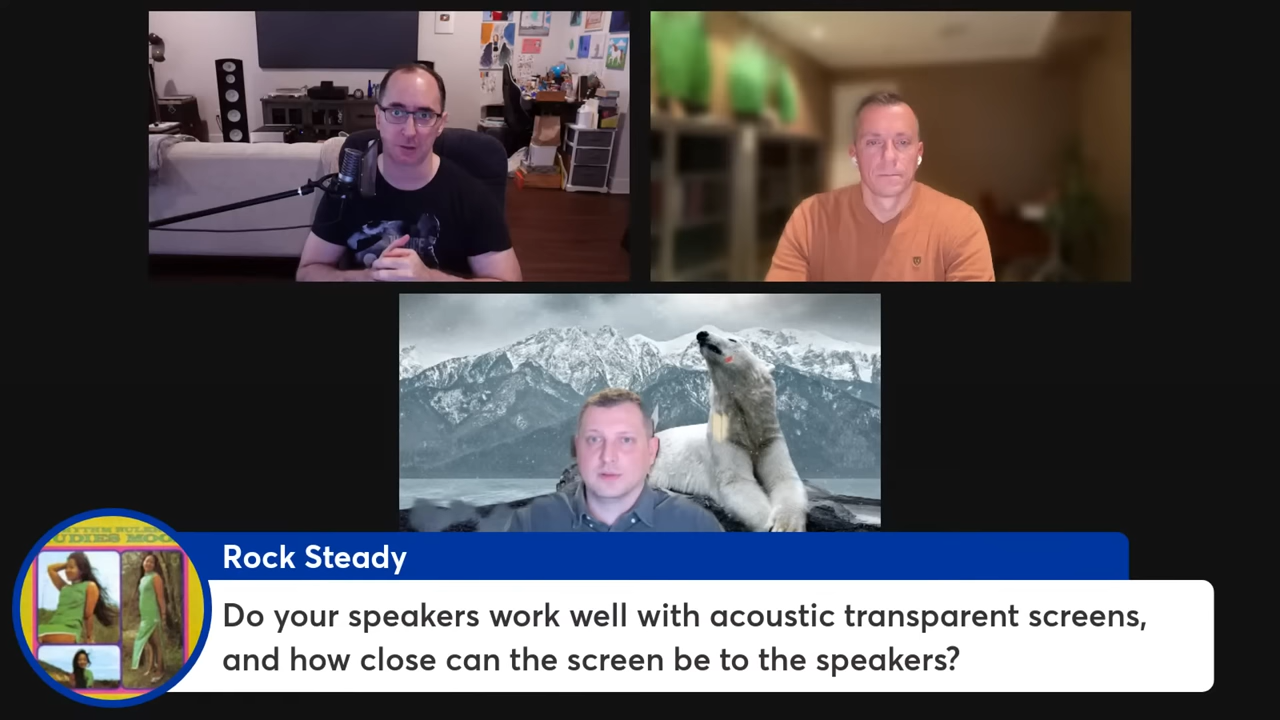 Rock Steady
Do your speakers work well with acoustic transparent screens,
and how close can the screen be to the speakers?